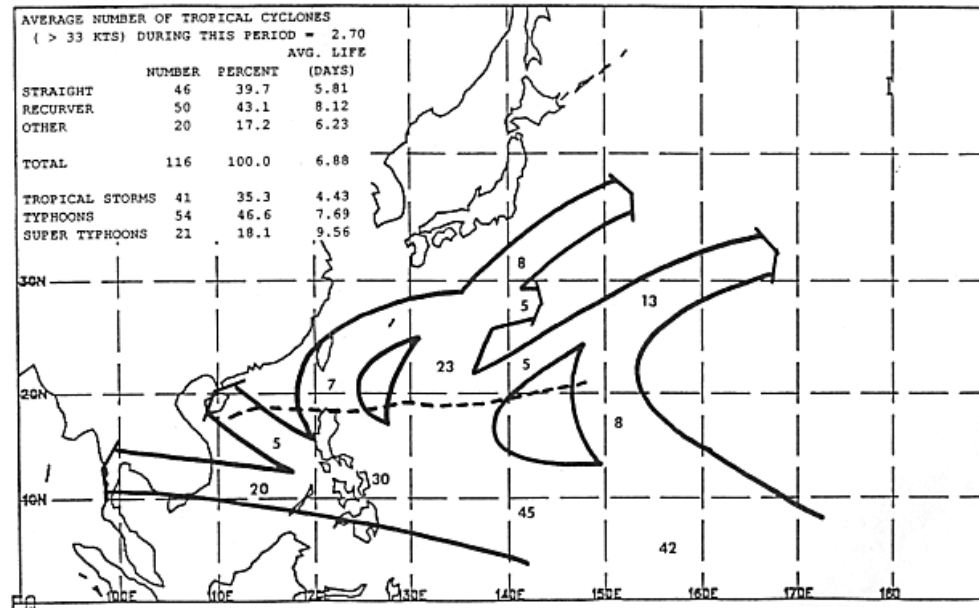 AVERAGE NUMBER OF TROPICAL CYCLONES
( > 33 KTS) DURING THIS PERIOD = 2.70
AVG. LIFE
NUMBER PERCENT (DAYS)
STRAIGHT 46 39.7 5.81
RECURVER 50 43.1 8.12
OTHER 20 17.2 6.23
TOTAL 116 100.0 6.88
TROPICAL STORMS 41 35.3 4.43
TYPHOONS 54 46.6 7.69
SUPER TYPHOONS 21 18.1 9.56
8
30N
5 13
23 5
7
20N
8
5
30
20
10N
45
42
EQ
100E 120E 130E 140E 150E 160E 170E 180